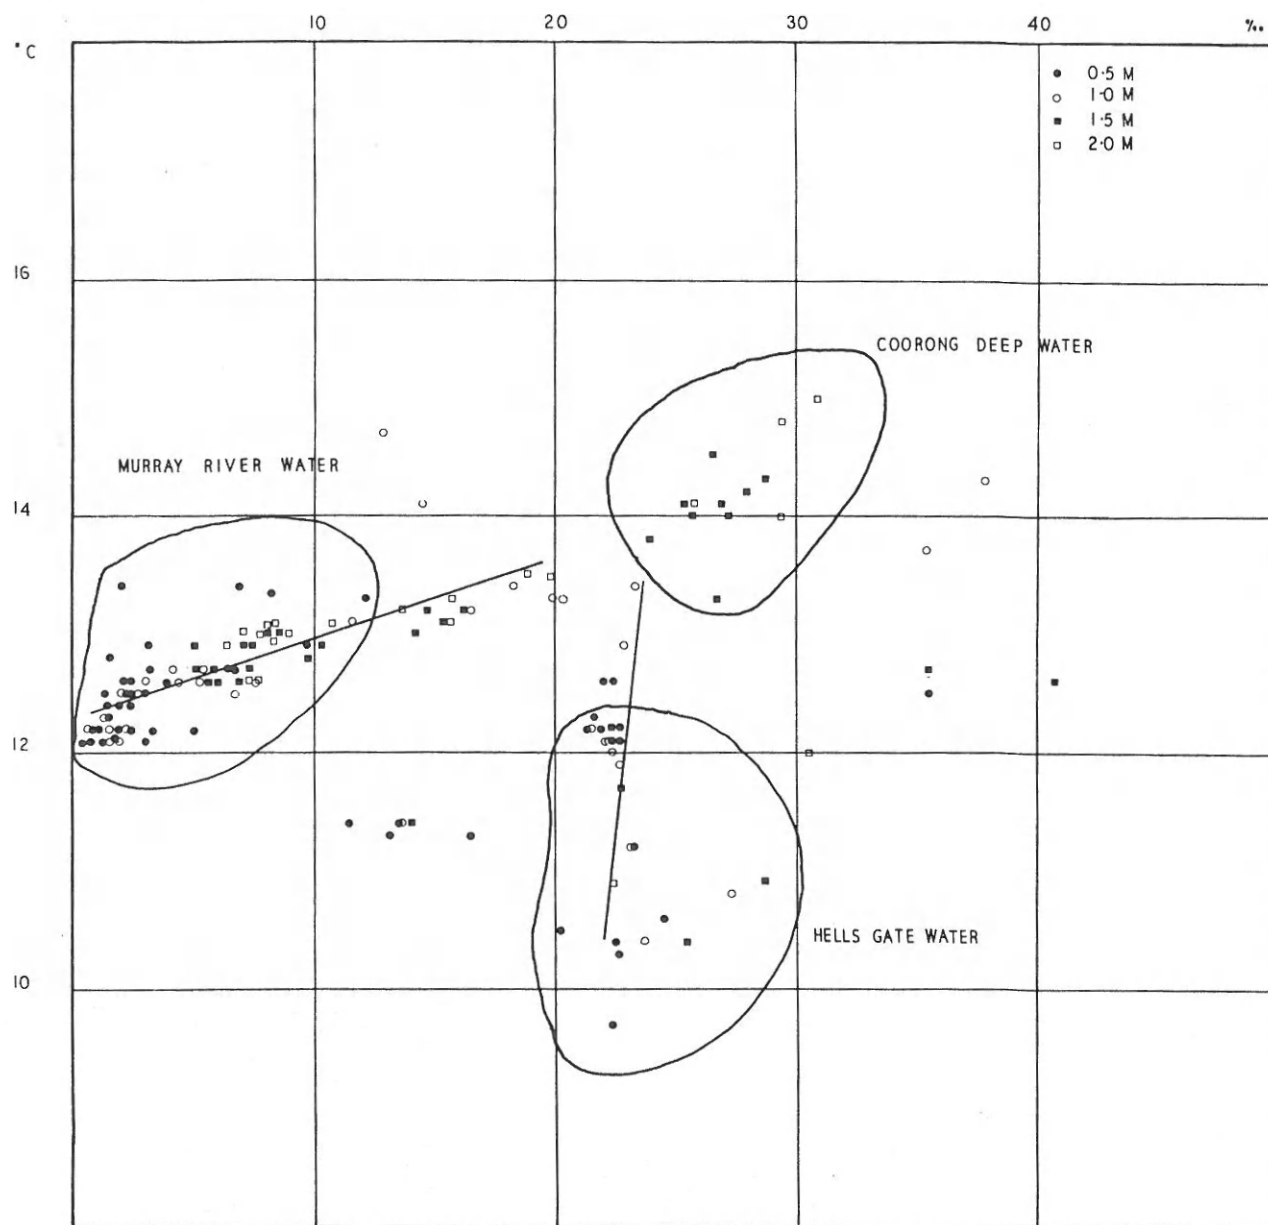 10 20 30 40 ‰
°C
● 0·5 M
○ 1·0 M
■ 1·5 M
□ 2·0 M
16
COORONG DEEP WATER
MURRAY RIVER WATER
14
12
HELLS GATE WATER
10